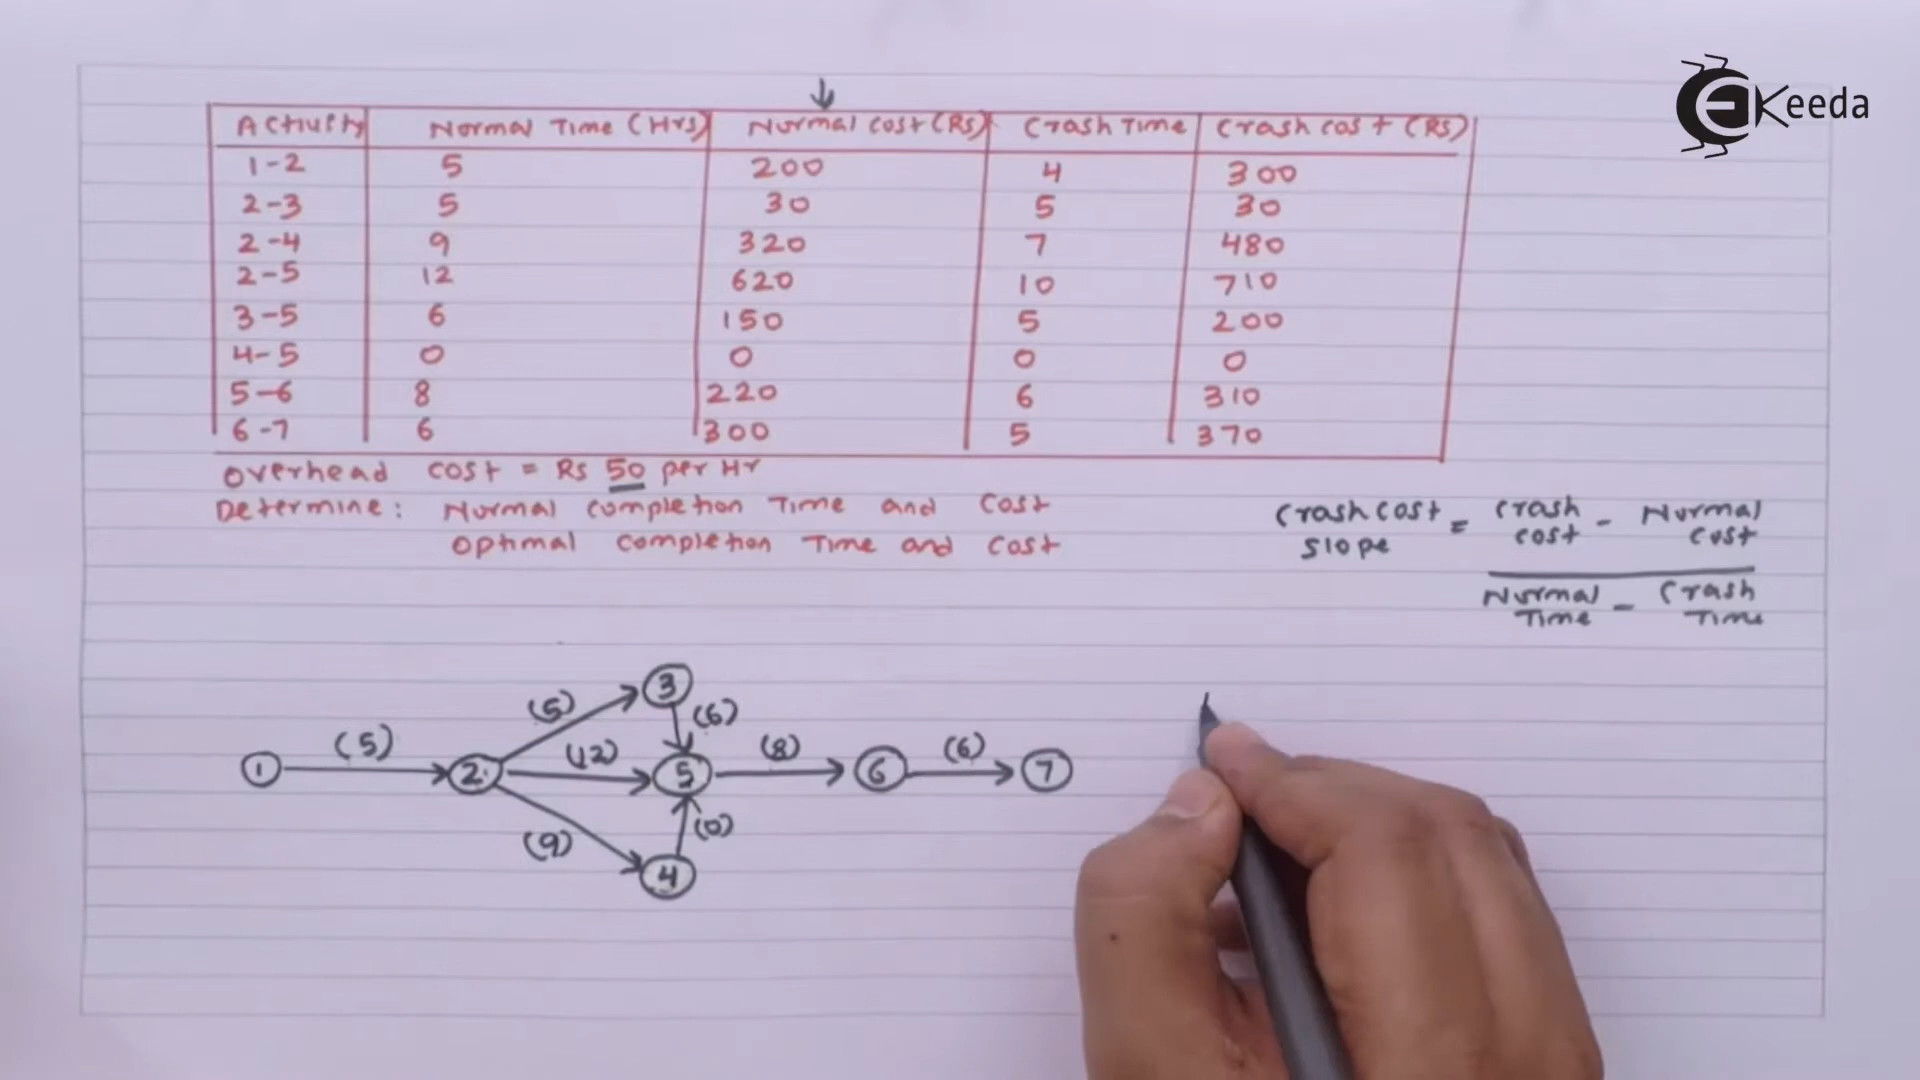 Keeeda
Activity Normal Time (Hrs) Normal cost (Rs) Crash Time Crash cost (Rs)
1-2 5 200 4 300
2-3 5 30 5 30
2-4 9 320 7 480
2-5 12 620 10 710
3-5 6 150 5 200
4-5 0 0 0 0
5-6 8 220 6 310
6-7 6 300 5 370
Overhead cost = Rs 50 per Hr
Determine: Normal completion Time and Cost
Optimal completion Time and Cost
Crash cost slope = Crash cost - Normal cost
Normal Time - Crash Time
3
(5) (6)
(5) (12) (8) (6)
1 2 5 6 7
(9) (0)
4